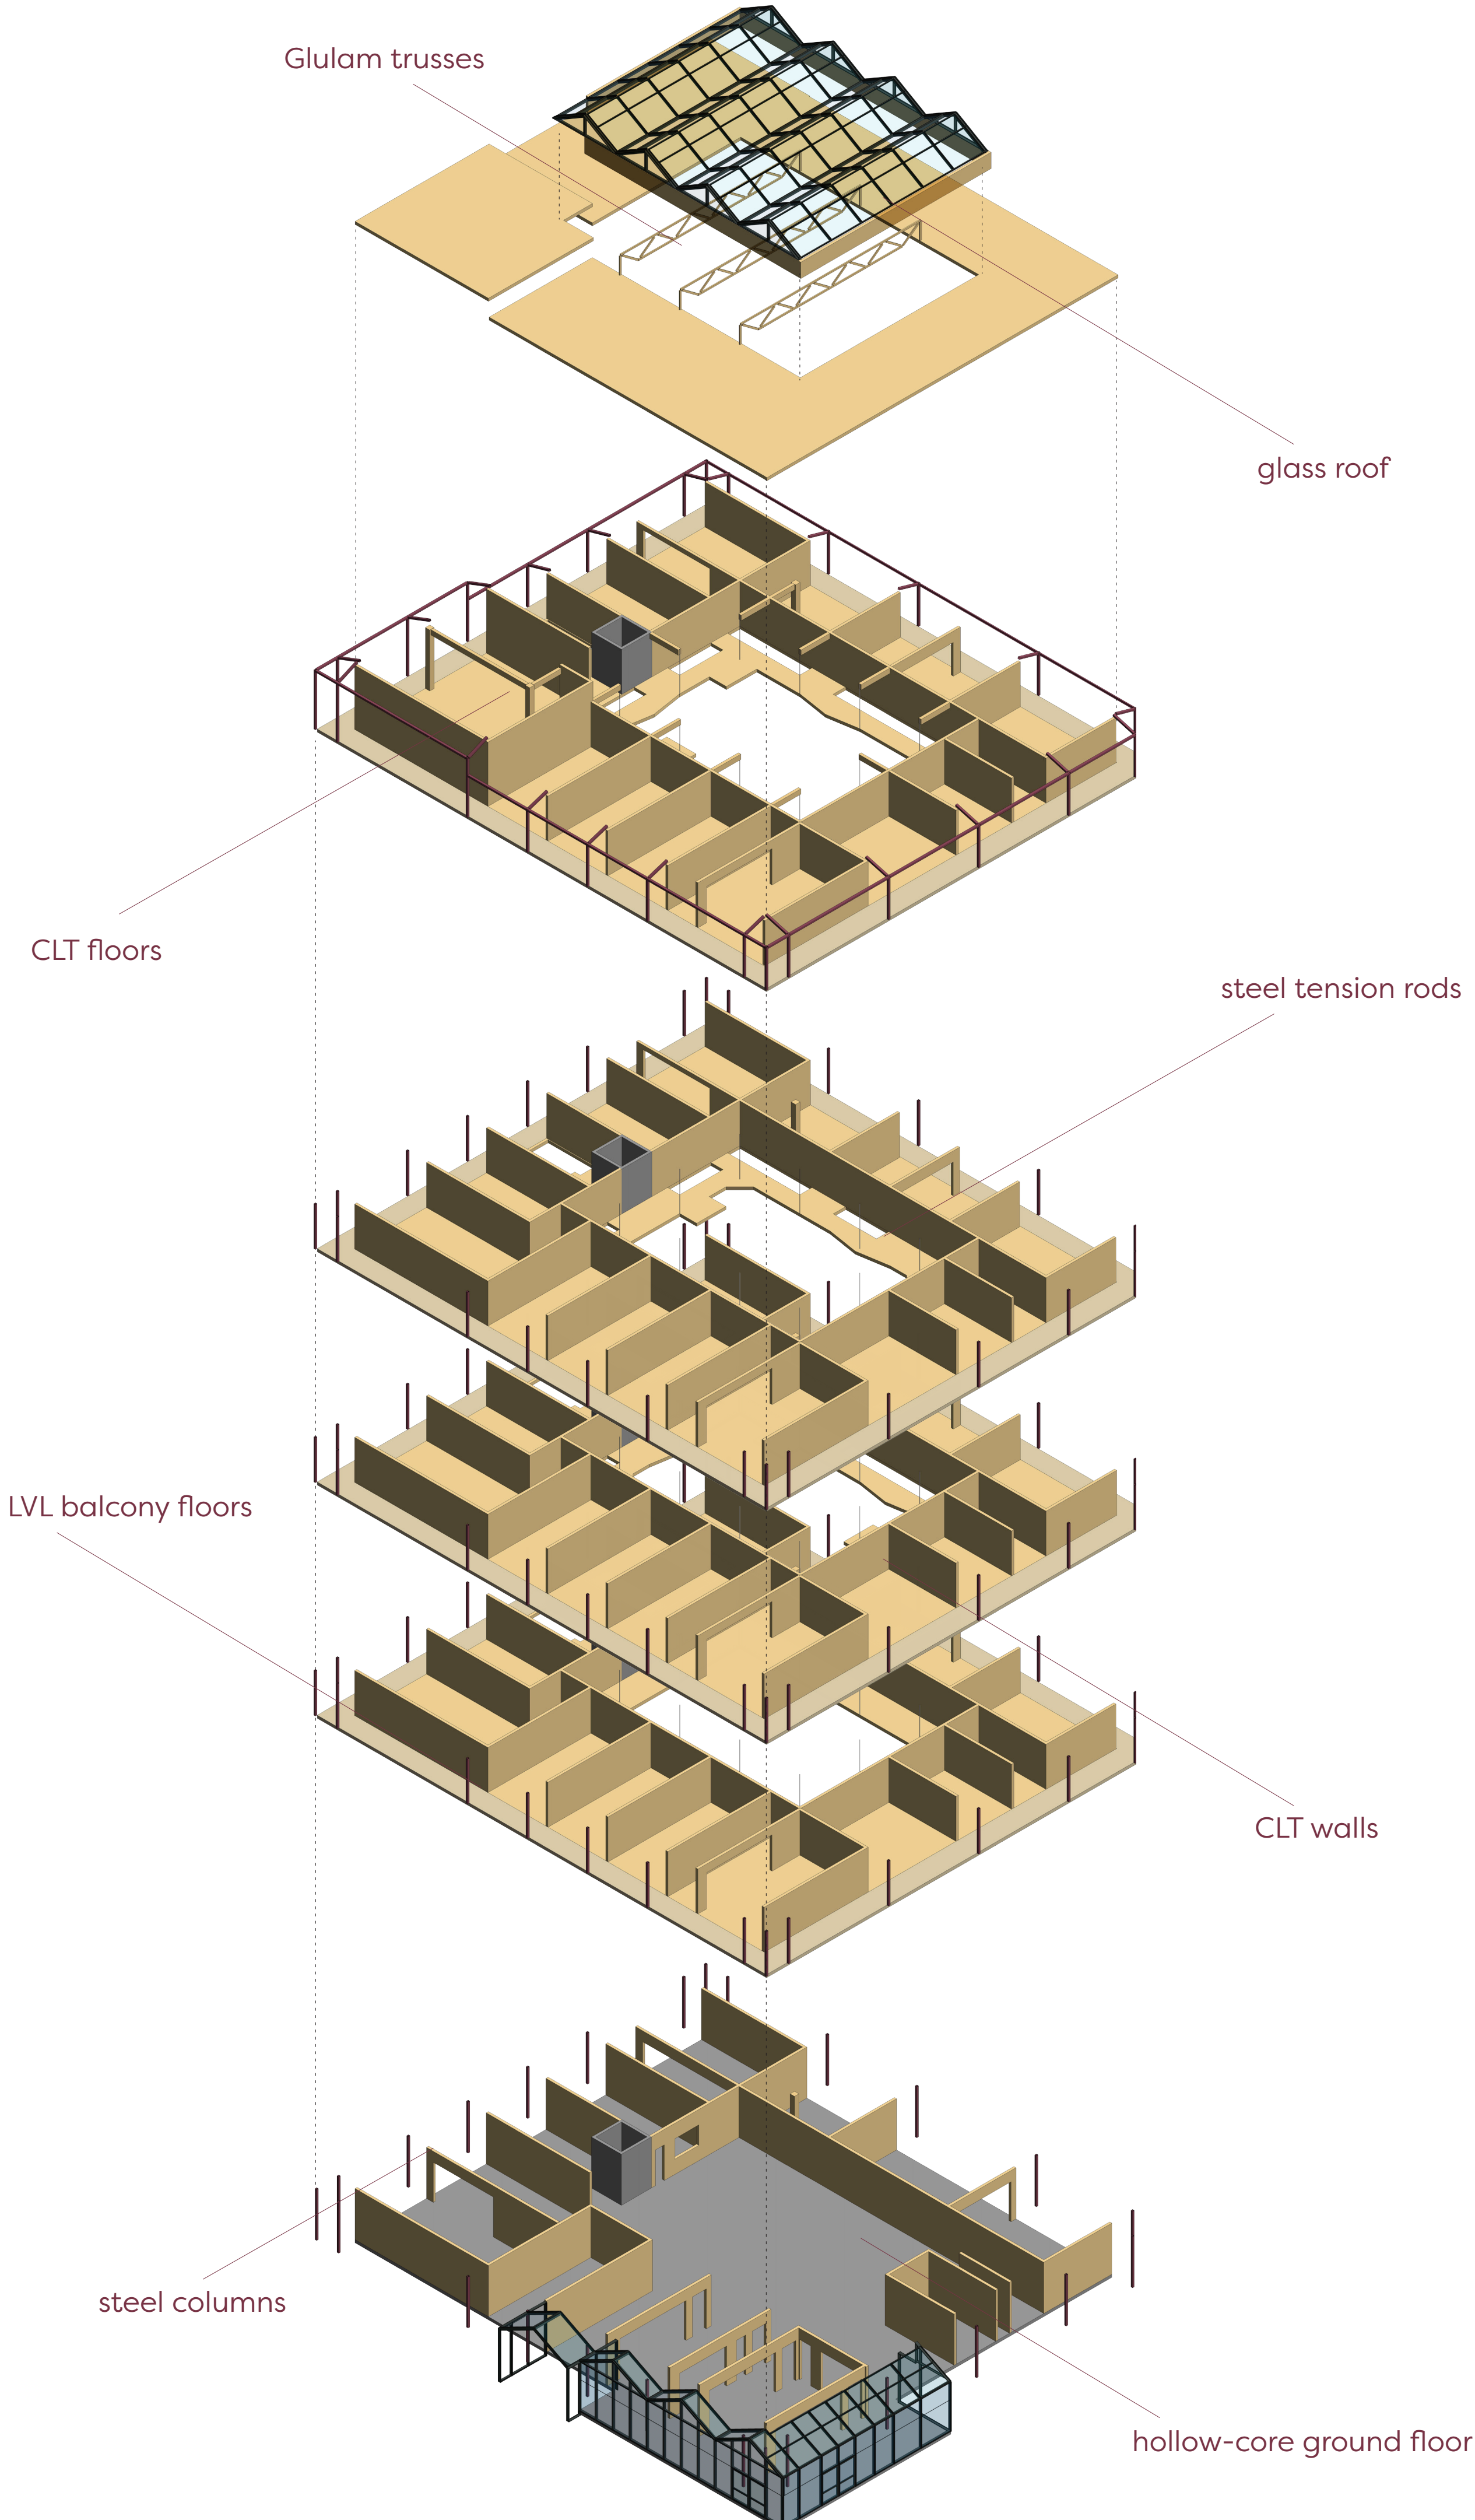 Glulam trusses
glass roof
CLT floors
steel tension rods
LVL balcony floors
CLT walls
steel columns
hollow-core ground floor